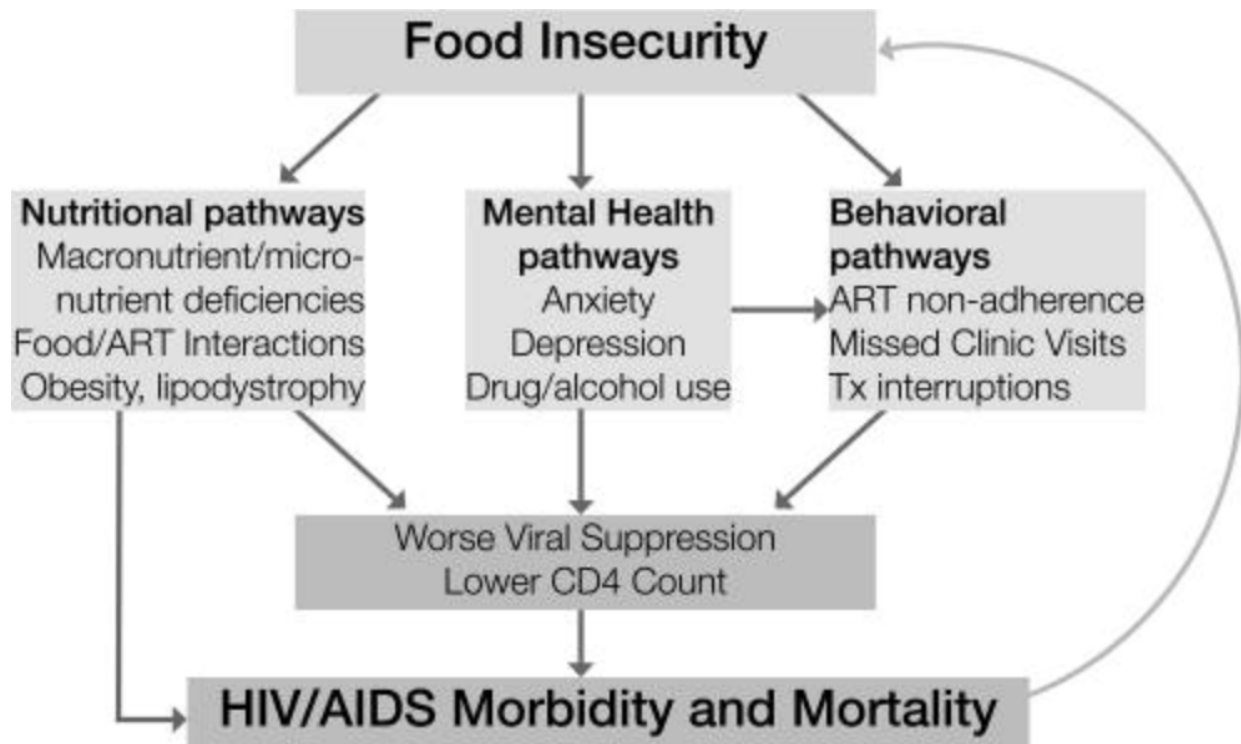 Food Insecurity
Nutritional pathways
Macronutrient/micro-
nutrient deficiencies
Food/ART Interactions
Obesity, lipodystrophy
Mental Health
pathways
Anxiety
Depression
Drug/alcohol use
Behavioral
pathways
ART non-adherence
Missed Clinic Visits
Tx interruptions
Worse Viral Suppression
Lower CD4 Count
HIV/AIDS Morbidity and Mortality